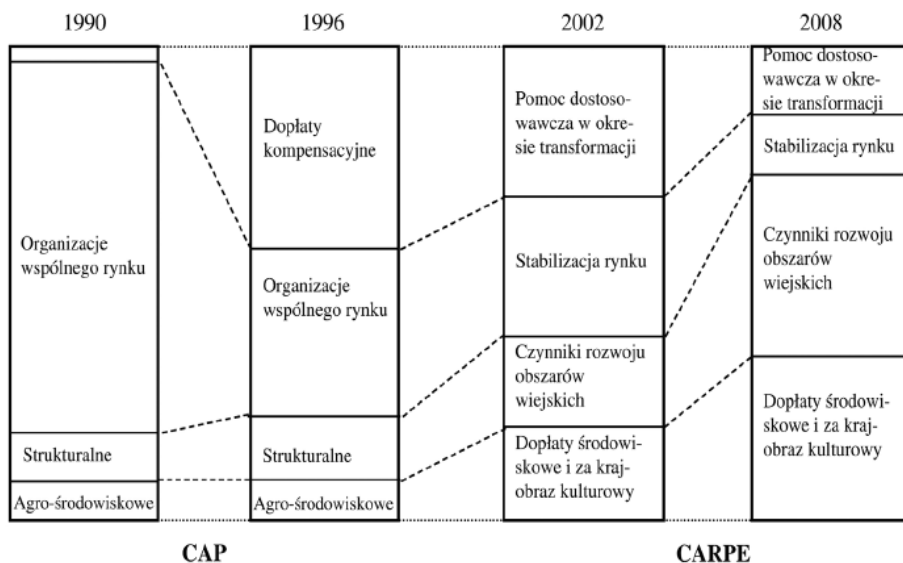 1990
1996
2002
2008
Organizacje
wspólnego rynku
Strukturalne
Agro-środowiskowe
Dopłaty
kompensacyjne
Organizacje
wspólnego rynku
Strukturalne
Agro-środowiskowe
Pomoc dostoso-
wawcza w okre-
sie transformacji
Stabilizacja rynku
Czynniki rozwoju
obszarów
wiejskich
Dopłaty środowi-
skowe i za kraj-
obraz kulturowy
Pomoc dostoso-
wawcza w okre-
sie transformacji
Stabilizacja rynku
Czynniki rozwoju
obszarów
wiejskich
Dopłaty środowi-
skowe i za kraj-
obraz kulturowy
CAP
CARPE